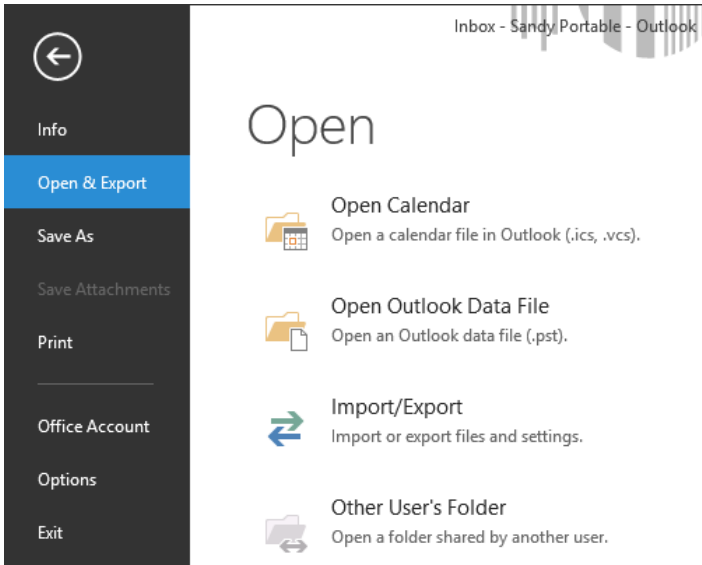 Inbox - Sandy Portable - Outlook
Info
Open & Export
Save As
Save Attachments
Print
Office Account
Options
Exit
Open
Open Calendar
Open a calendar file in Outlook (.ics, .vcs).
Open Outlook Data File
Open an Outlook data file (.pst).
Import/Export
Import or export files and settings.
Other User's Folder
Open a folder shared by another user.